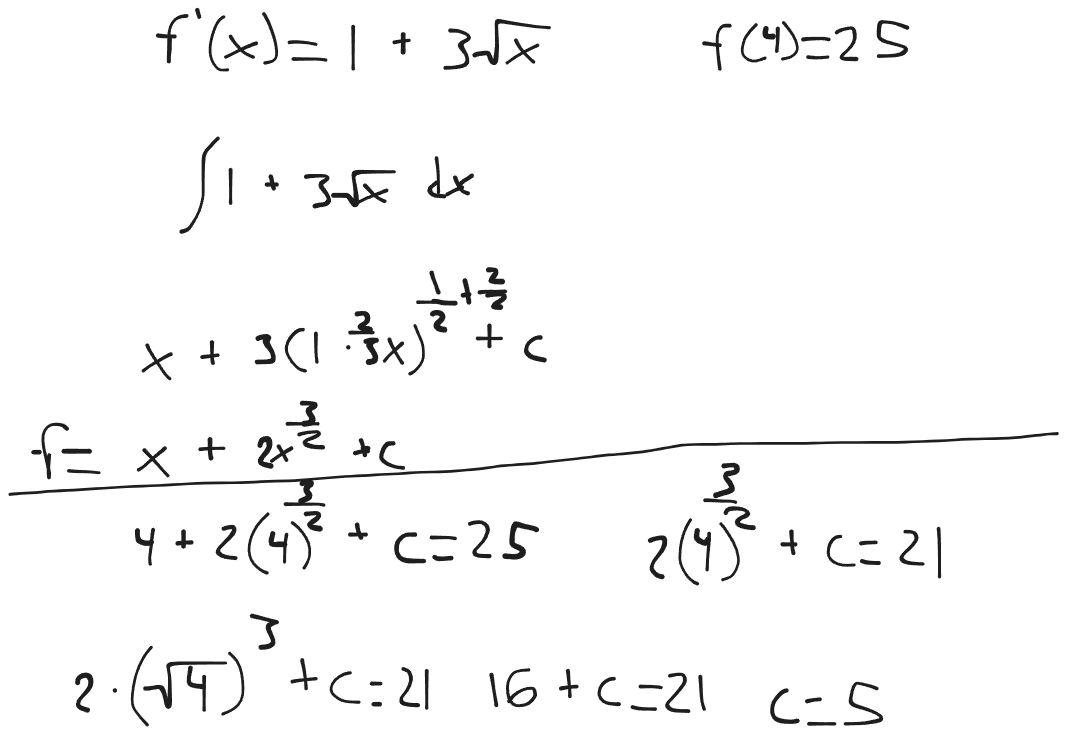 f'(x) = 1 + 3√x f(4) = 25
∫ 1 + 3√x dx
x + 3(1 · 2/3 x)^(1/2 + 2/2) + c
f = x + 2x^(3/2) + c
4 + 2(4)^(3/2) + c = 25 2(4)^(3/2) + c = 21
2 · (√4)^3 + c = 21 16 + c = 21 c = 5